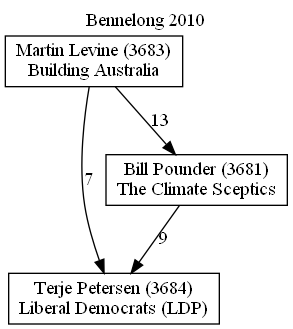 Bennelong 2010
Martin Levine (3683)
Building Australia
13
7
Bill Pounder (3681)
The Climate Sceptics
9
Terje Petersen (3684)
Liberal Democrats (LDP)